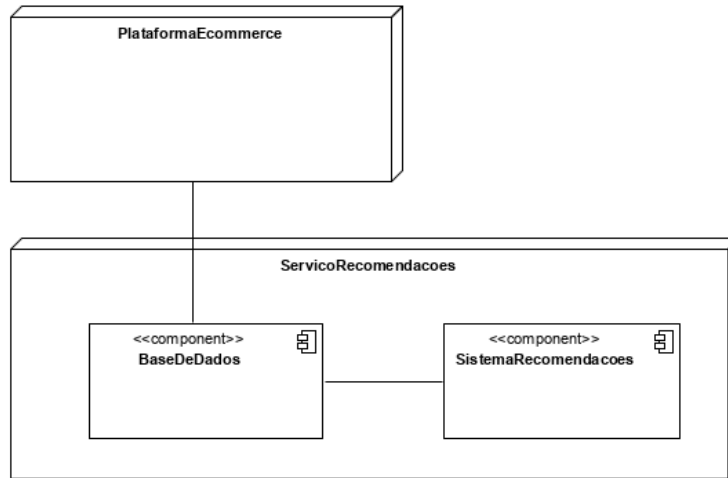 PlataformaEcommerce
ServicoRecomendacoes
<<component>>
BaseDeDados
<<component>>
SistemaRecomendacoes